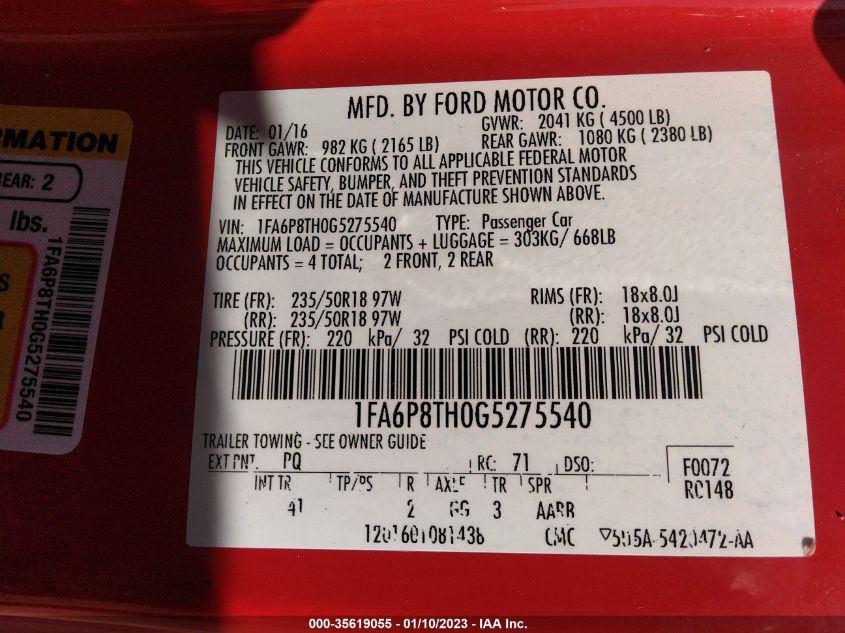 MFD. BY FORD MOTOR CO.
DATE: 01/16 GVWR: 2041 KG ( 4500 LB)
FRONT GAWR: 982 KG ( 2165 LB) REAR GAWR: 1080 KG ( 2380 LB)
THIS VEHICLE CONFORMS TO ALL APPLICABLE FEDERAL MOTOR
VEHICLE SAFETY, BUMPER, AND THEFT PREVENTION STANDARDS
IN EFFECT ON THE DATE OF MANUFACTURE SHOWN ABOVE.
VIN: 1FA6P8TH0G5275540 TYPE: Passenger Car
MAXIMUM LOAD = OCCUPANTS + LUGGAGE = 303KG/ 668LB
OCCUPANTS = 4 TOTAL; 2 FRONT, 2 REAR
TIRE (FR): 235/50R18 97W RIMS (FR): 18x8.0J
(RR): 235/50R18 97W (RR): 18x8.0J
PRESSURE (FR): 220 kPa/ 32 PSI COLD (RR): 220 kPa/ 32 PSI COLD
1FA6P8TH0G5275540
TRAILER TOWING - SEE OWNER GUIDE
EXT PNT: PQ RC: 71 DSO: F0072
INT TR TP/PS R AXLE TR SPR RC148
41 2 GG 3 AABB
CMC
REAR: 2
lbs.
1FA6P8TH0G5275540
000-35619055 — 01/10/2023 — IAA Inc.